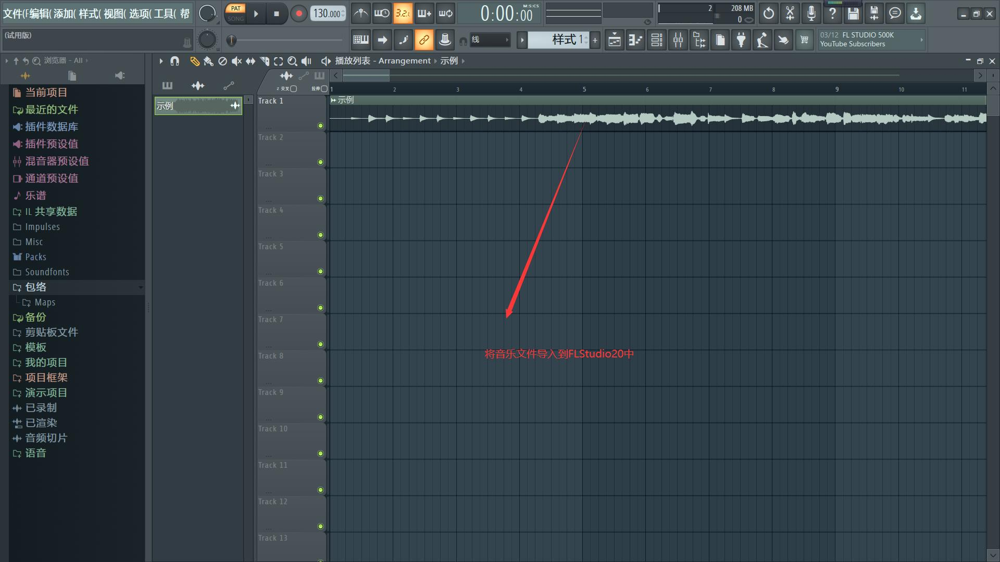 文件(F编辑(添加(样式(视图(选项(工具(帮
PAT
SONG
130.000
3.2.1
0:00:00
M:S:CS
2
208 MB
0
(试用版)
线
样式 1
03/12 FL STUDIO 500K
YouTube Subscribers
浏览器 - All
播放列表 - Arrangement 示例
z 交叉
拉伸
1 2 3 4 5 6 7 8 9 10 11
当前项目
最近的文件
插件数据库
插件预设值
混音器预设值
通道预设值
乐谱
IL 共享数据
Impulses
Misc
Packs
Soundfonts
包络
Maps
备份
剪贴板文件
模板
我的项目
项目框架
演示项目
已录制
已渲染
音频切片
语音
示例
Track 1
示例
Track 2
Track 3
Track 4
Track 5
Track 6
Track 7
Track 8
Track 9
Track 10
Track 11
Track 12
Track 13
将音乐文件导入到FLStudio20中